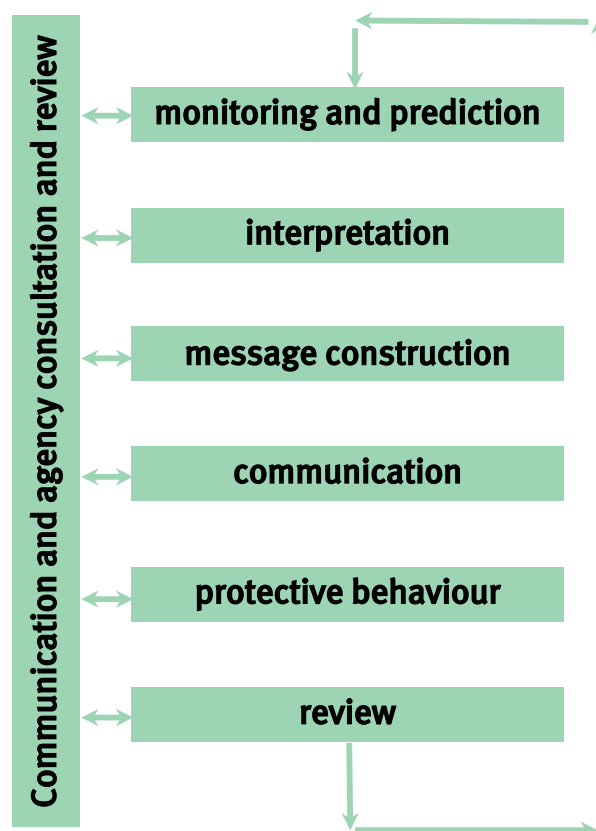 Communication and agency consultation and review
monitoring and prediction
interpretation
message construction
communication
protective behaviour
review